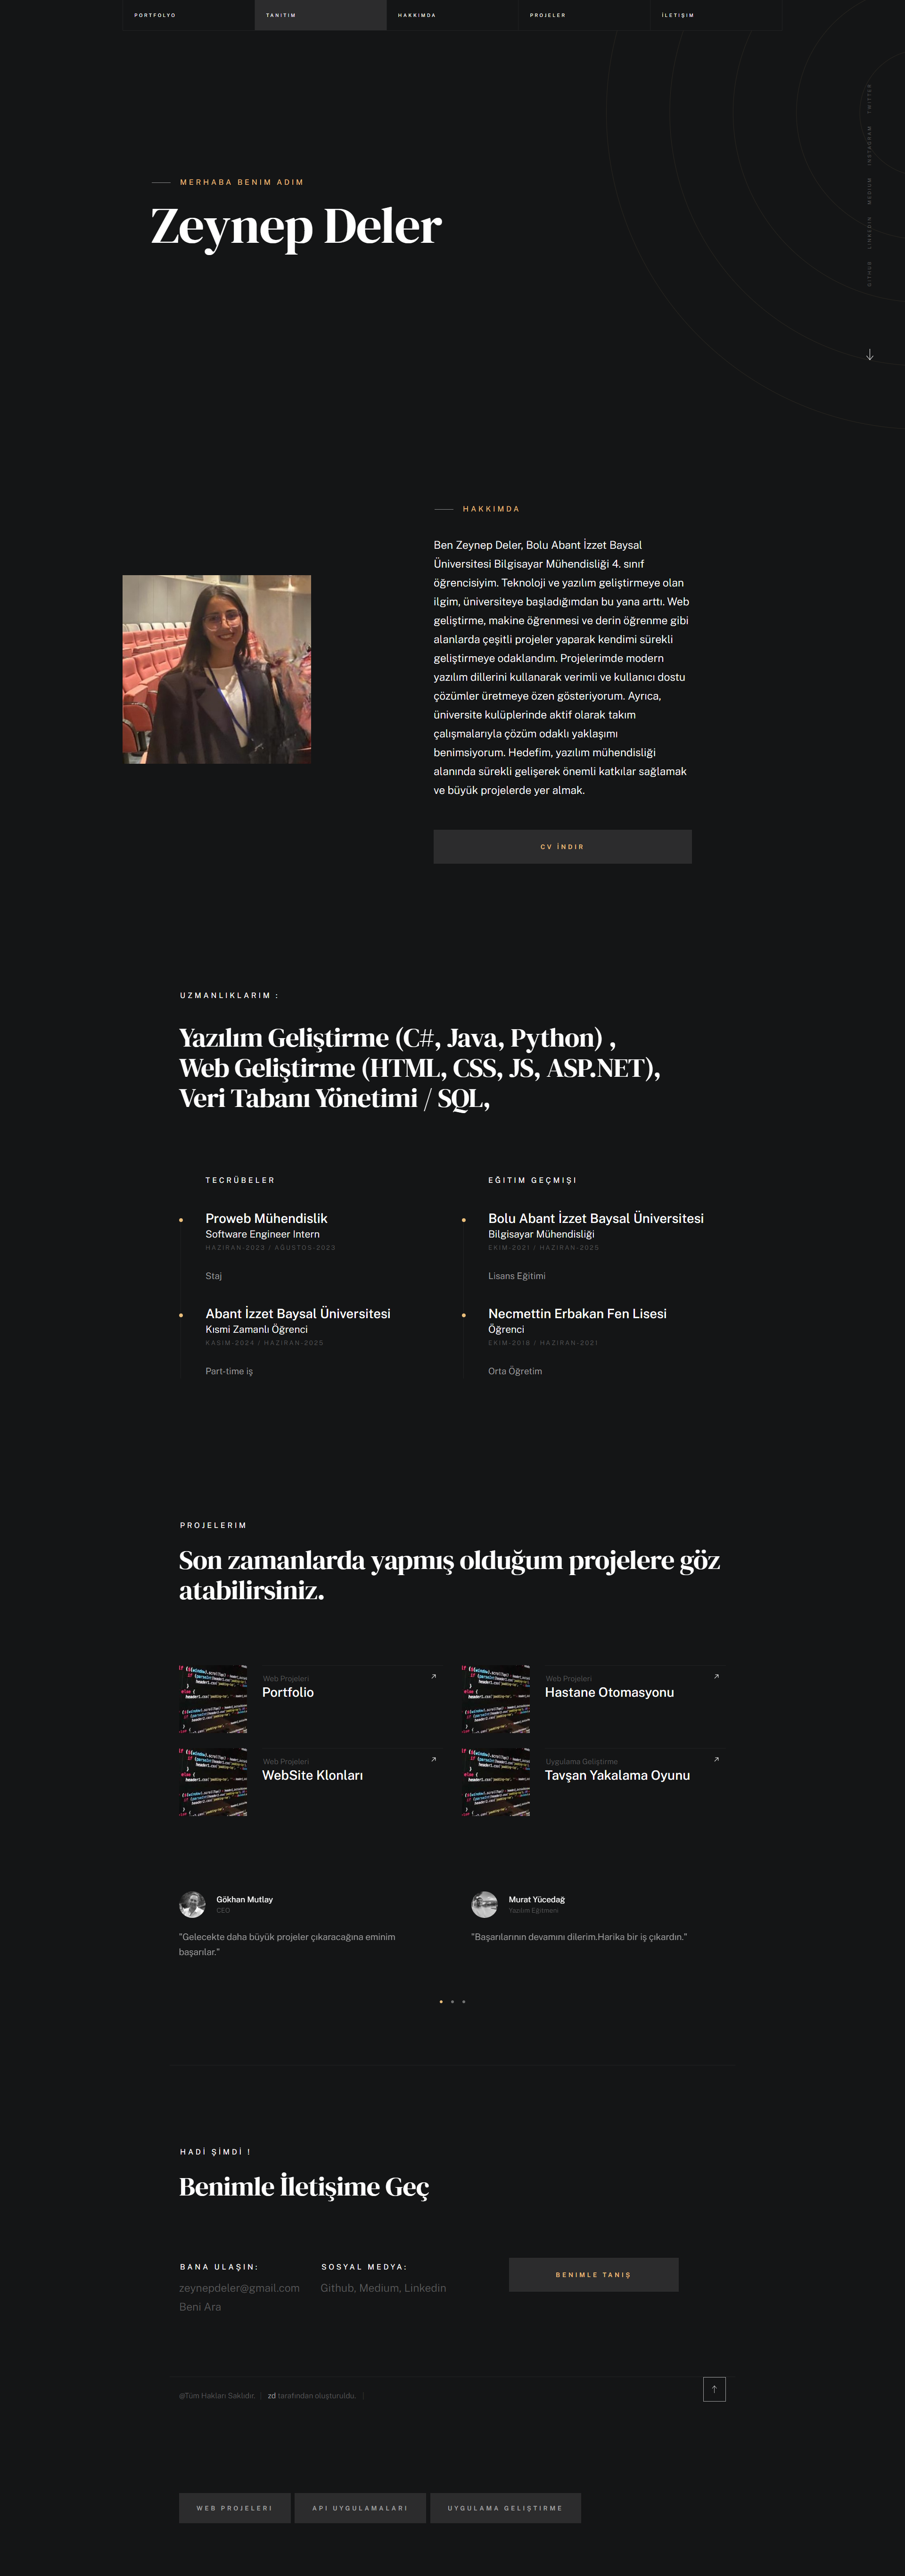 PORTFOLYO
TANITIM
HAKKIMDA
PROJELER
İLETIŞIM
TWITTER
INSTAGRAM
MEDIUM
LINKEDIN
GITHUB
MERHABA BENIM ADIM
Zeynep Deler
HAKKIMDA
Ben Zeynep Deler, Bolu Abant İzzet Baysal
Üniversitesi Bilgisayar Mühendisliği 4. sınıf
öğrencisiyim. Teknoloji ve yazılım geliştirmeye olan
ilgim, üniversiteye başladığımdan bu yana arttı. Web
geliştirme, makine öğrenmesi ve derin öğrenme gibi
alanlarda çeşitli projeler yaparak kendimi sürekli
geliştirmeye odaklandım. Projelerimde modern
yazılım dillerini kullanarak verimli ve kullanıcı dostu
çözümler üretmeye özen gösteriyorum. Ayrıca,
üniversite kulüplerinde aktif olarak takım
çalışmalarıyla çözüm odaklı yaklaşımı
benimsiyorum. Hedefim, yazılım mühendisliği
alanında sürekli gelişerek önemli katkılar sağlamak
ve büyük projelerde yer almak.
CV İNDIR
UZMANLIKLARIM :
Yazılım Geliştirme (C#, Java, Python) ,
Web Geliştirme (HTML, CSS, JS, ASP.NET),
Veri Tabanı Yönetimi / SQL,
TECRÜBELER
Proweb Mühendislik
Software Engineer Intern
HAZIRAN-2023 / AĞUSTOS-2023
Staj
Abant İzzet Baysal Üniversitesi
Kısmi Zamanlı Öğrenci
KASIM-2024 / HAZIRAN-2025
Part-time iş
EĞITIM GEÇMIŞI
Bolu Abant İzzet Baysal Üniversitesi
Bilgisayar Mühendisliği
EKIM-2021 / HAZIRAN-2025
Lisans Eğitimi
Necmettin Erbakan Fen Lisesi
Öğrenci
EKIM-2018 / HAZIRAN-2021
Orta Öğretim
PROJELERIM
Son zamanlarda yapmış olduğum projelere göz
atabilirsiniz.
Web Projeleri
Portfolio
Web Projeleri
Hastane Otomasyonu
Web Projeleri
WebSite Klonları
Uygulama Geliştirme
Tavşan Yakalama Oyunu
Gökhan Mutlay
CEO
"Gelecekte daha büyük projeler çıkaracağına eminim
başarılar."
Murat Yücedağ
Yazılım Eğitmeni
"Başarılarının devamını dilerim.Harika bir iş çıkardın."
HADİ ŞİMDİ !
Benimle İletişime Geç
BANA ULAŞIN:
zeynepdeler@gmail.com
Beni Ara
SOSYAL MEDYA:
Github, Medium, Linkedin
BENIMLE TANIŞ
@Tüm Hakları Saklıdır. | zd tarafından oluşturuldu. |
WEB PROJELERI
API UYGULAMALARI
UYGULAMA GELIŞTIRME